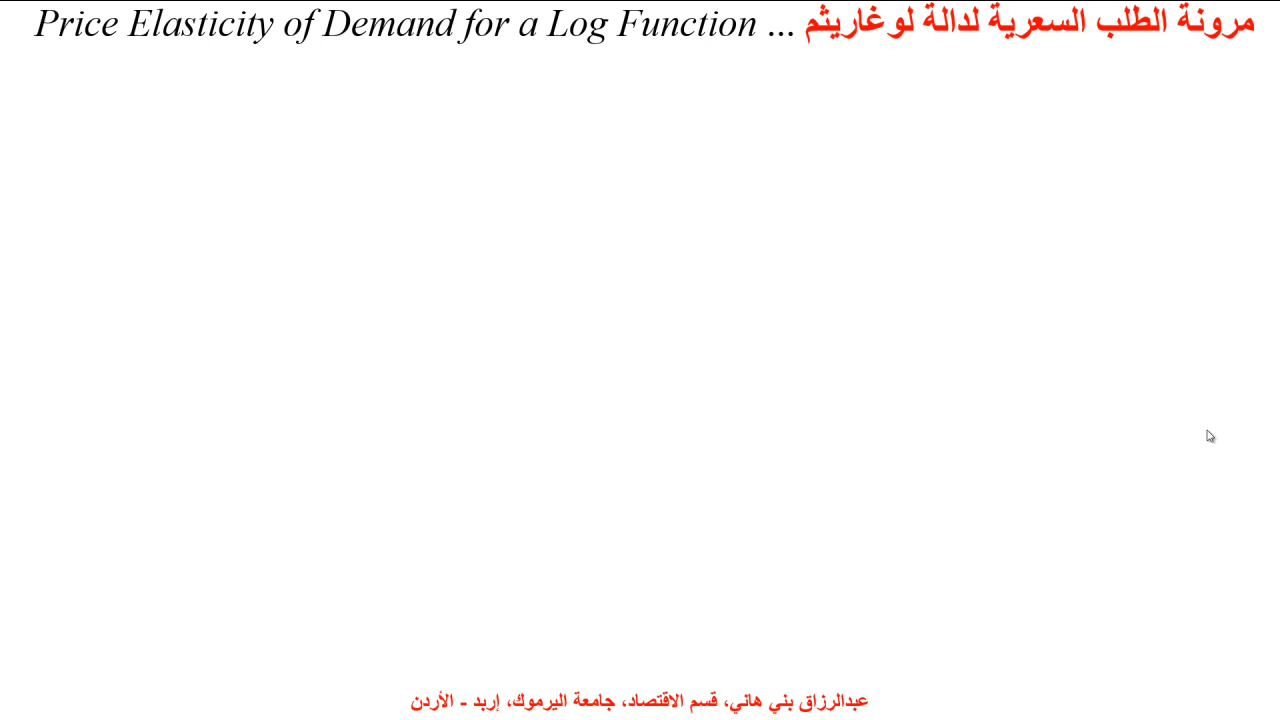 Price Elasticity of Demand for a Log Function ... مرونة الطلب السعرية لدالة لوغاريثم
عبدالرزاق بني هاني، قسم الاقتصاد، جامعة اليرموك، إربد - الأردن